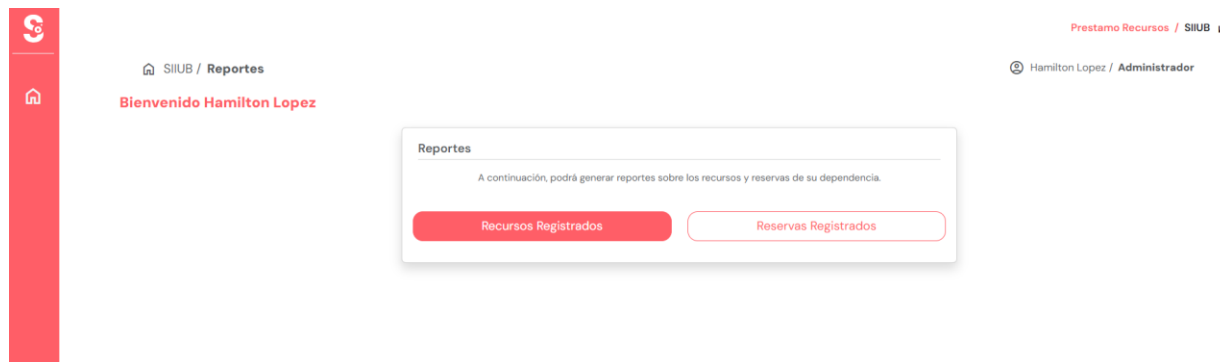 Prestamo Recursos / SIIUB
SIIUB / Reportes
Hamilton Lopez / Administrador
Bienvenido Hamilton Lopez
Reportes
A continuación, podrá generar reportes sobre los recursos y reservas de su dependencia.
Recursos Registrados
Reservas Registrados